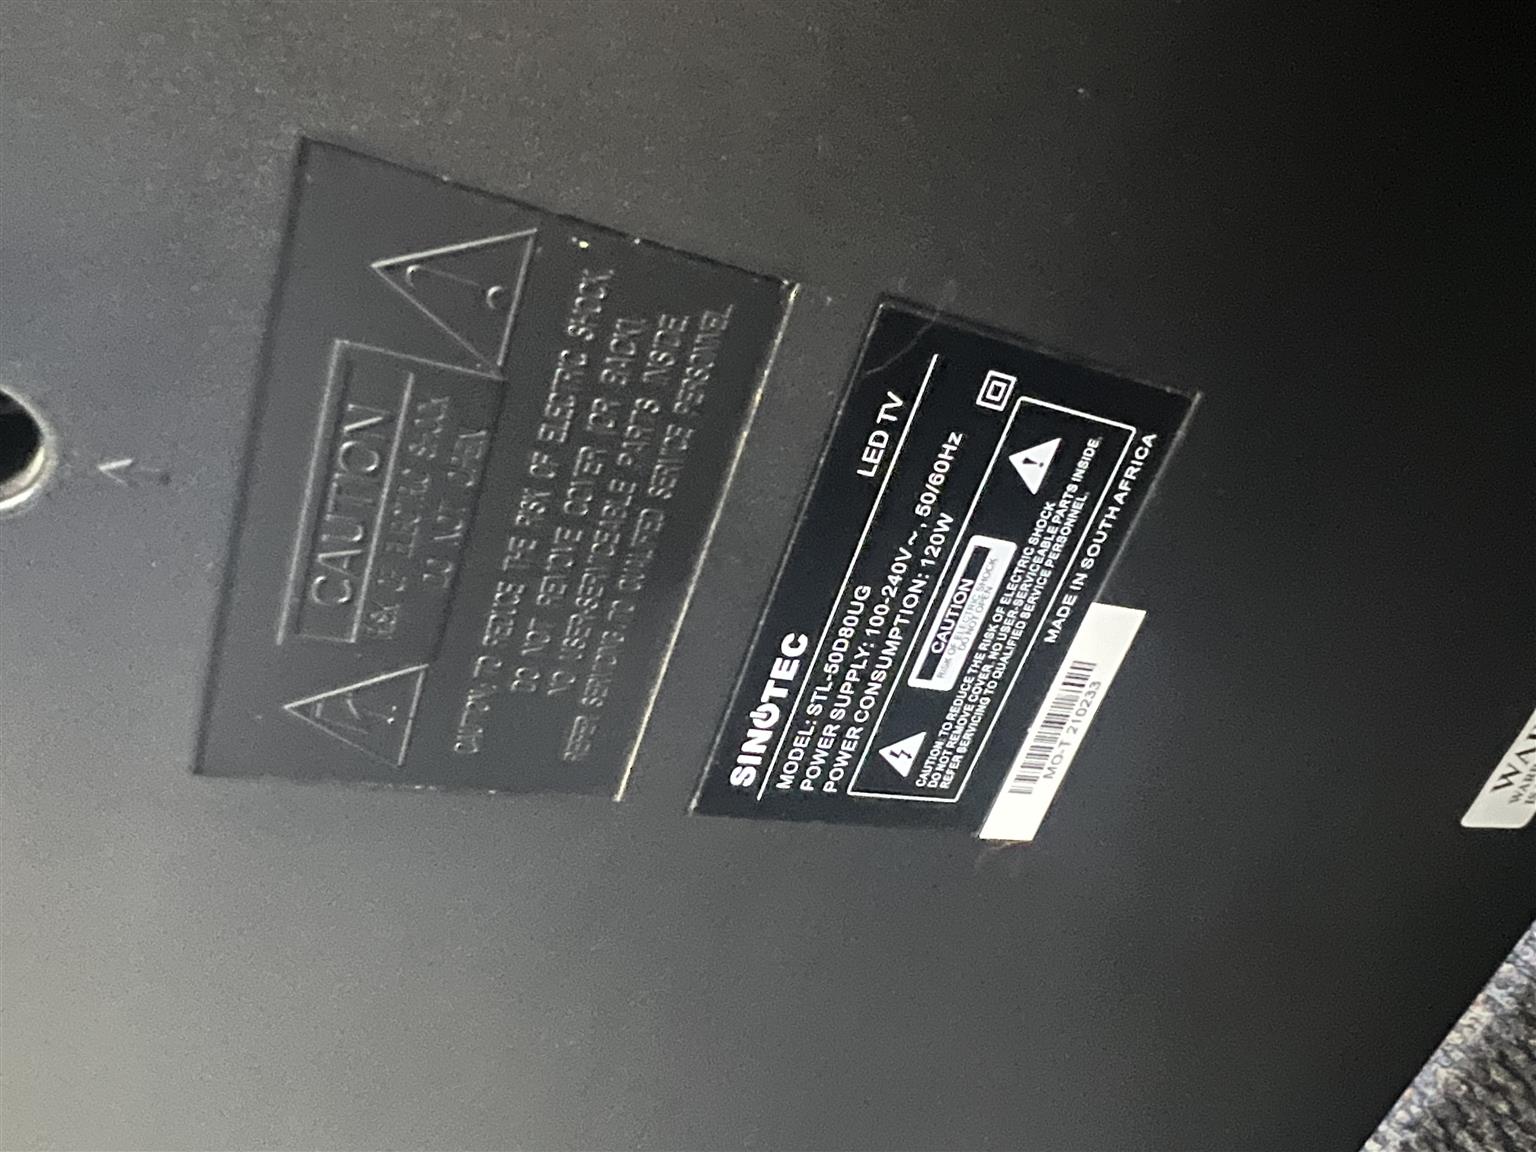 CAUTION
RISK OF ELECTRIC SHOCK
DO NOT OPEN
CAUTION: TO REDUCE THE RISK OF ELECTRIC SHOCK,
DO NOT REMOVE COVER (OR BACK)
NO USER-SERVICEABLE PARTS INSIDE.
REFER SERVICING TO QUALIFIED SERVICE PERSONNEL.
SINOTEC LED TV
MODEL: STL-50D80UG
POWER SUPPLY: 100-240V~, 50/60Hz
POWER CONSUMPTION: 120W
CAUTION
RISK OF ELECTRIC SHOCK
DO NOT OPEN
CAUTION: TO REDUCE THE RISK OF ELECTRIC SHOCK
DO NOT REMOVE COVER. NO USER-SERVICEABLE PARTS INSIDE.
REFER SERVICING TO QUALIFIED SERVICE PERSONNEL.
MADE IN SOUTH AFRICA
MO-T 210233